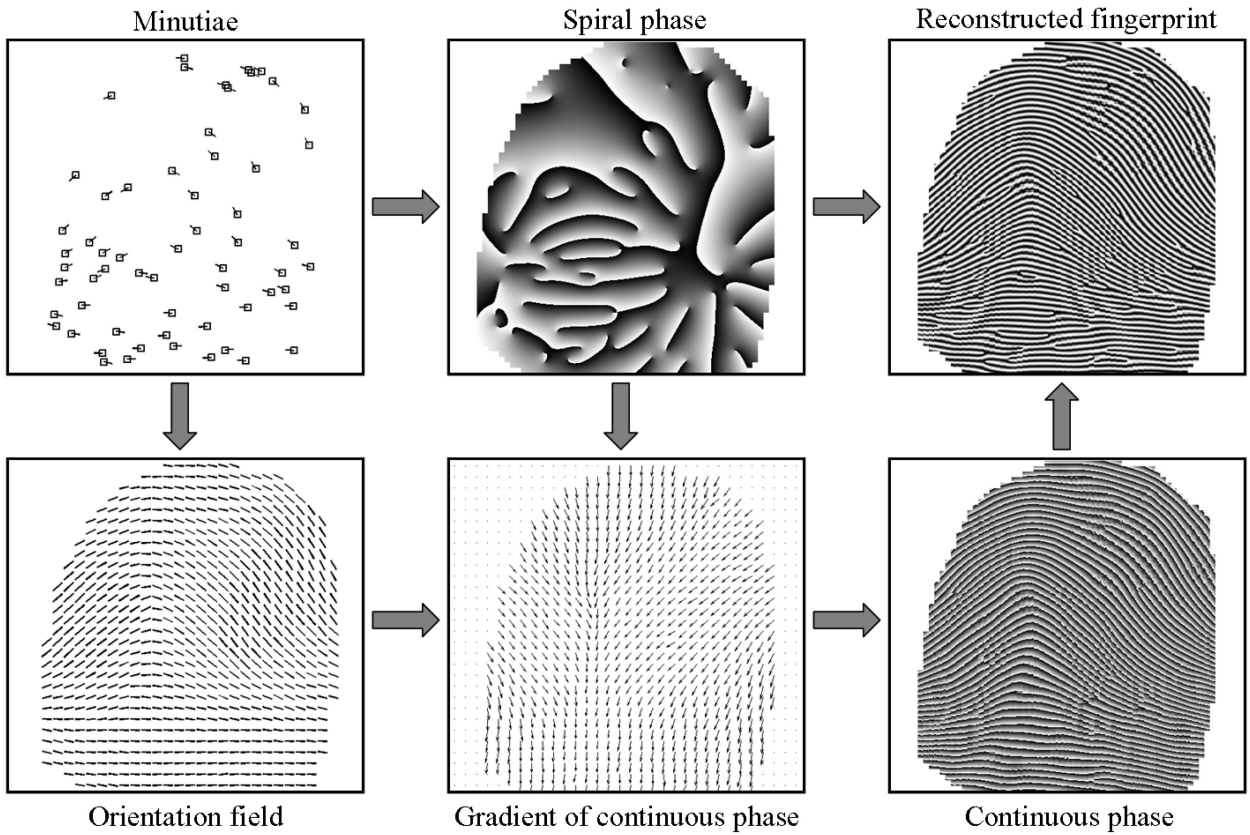 Minutiae
Spiral phase
Reconstructed fingerprint
Orientation field
Gradient of continuous phase
Continuous phase